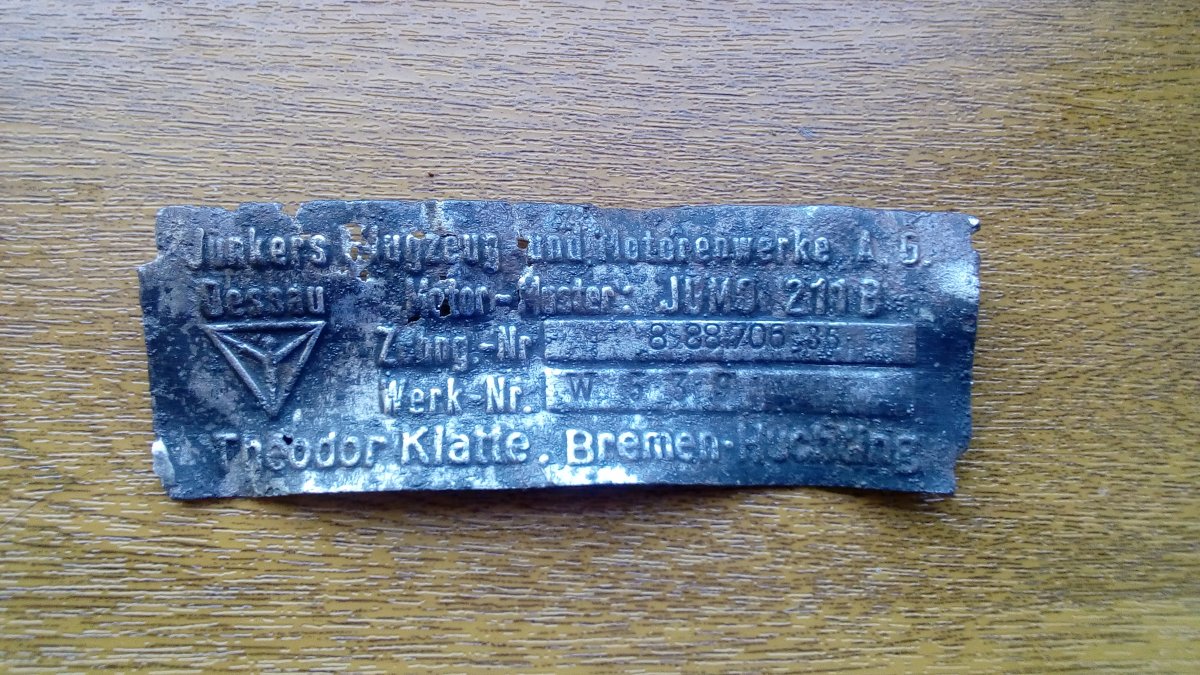 Junkers Flugzeug- und Motorenwerke A. G.
Dessau Motor-Muster: JUMO 211 B
Z-bng.-Nr 8-88-706.35
Werk-Nr. W 5 3 9
Theodor Klatte. Bremen-Huchting